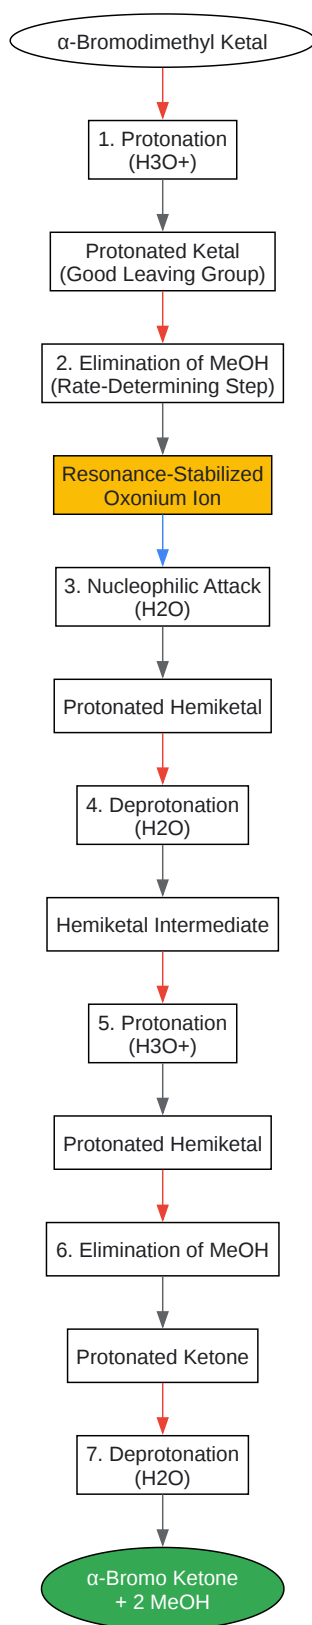 α-Bromodimethyl Ketal
1. Protonation
(H3O+)
Protonated Ketal
(Good Leaving Group)
2. Elimination of MeOH
(Rate-Determining Step)
Resonance-Stabilized
Oxonium Ion
3. Nucleophilic Attack
(H2O)
Protonated Hemiketal
4. Deprotonation
(H2O)
Hemiketal Intermediate
5. Protonation
(H3O+)
Protonated Hemiketal
6. Elimination of MeOH
Protonated Ketone
7. Deprotonation
(H2O)
α-Bromo Ketone
+ 2 MeOH